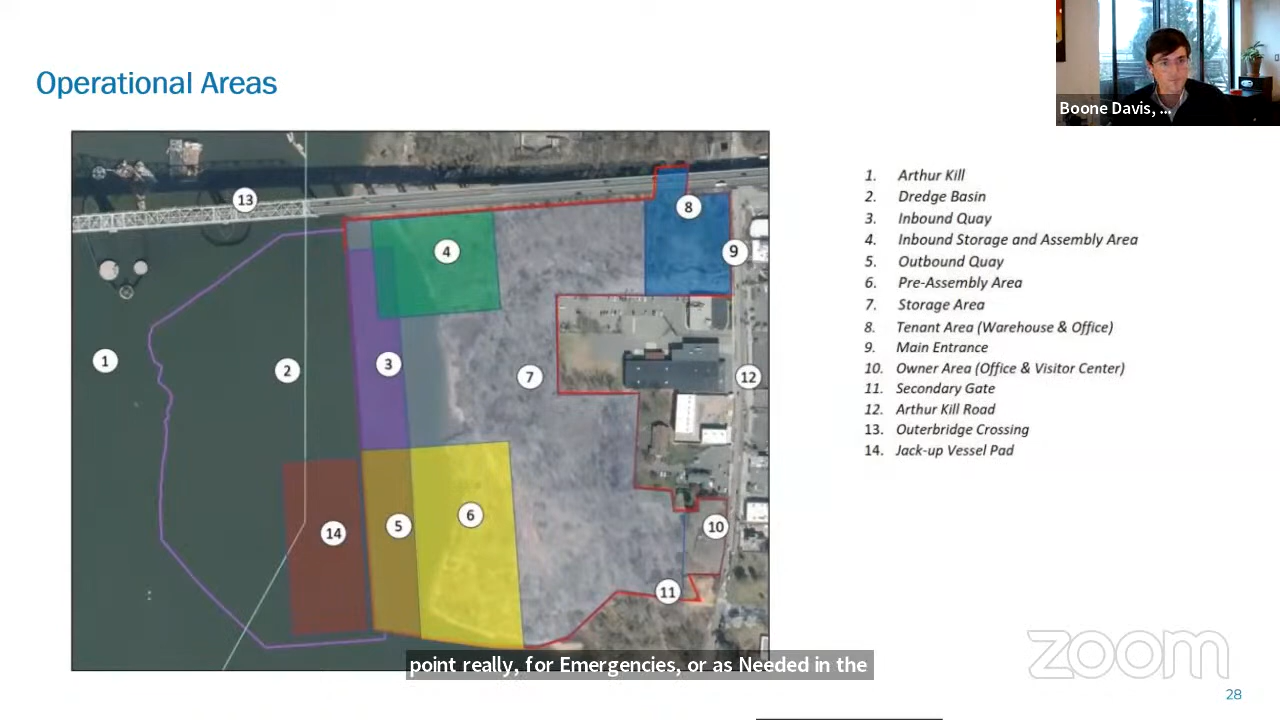 Operational Areas
Boone Davis, ...
13
8
4
9
1
2
3
7
12
14
5
6
10
11
1. Arthur Kill
2. Dredge Basin
3. Inbound Quay
4. Inbound Storage and Assembly Area
5. Outbound Quay
6. Pre-Assembly Area
7. Storage Area
8. Tenant Area (Warehouse & Office)
9. Main Entrance
10. Owner Area (Office & Visitor Center)
11. Secondary Gate
12. Arthur Kill Road
13. Outerbridge Crossing
14. Jack-up Vessel Pad
point really, for Emergencies, or as Needed in the
zoom
28